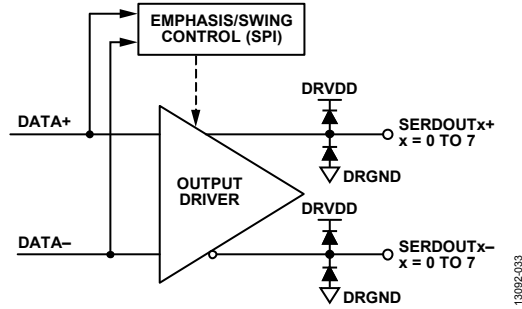 EMPHASIS/SWING
CONTROL (SPI)
DATA+
DATA–
OUTPUT
DRIVER
DRVDD
DRGND
SERDOUTx+
x = 0 TO 7
DRVDD
DRGND
SERDOUTx–
x = 0 TO 7
13092-033